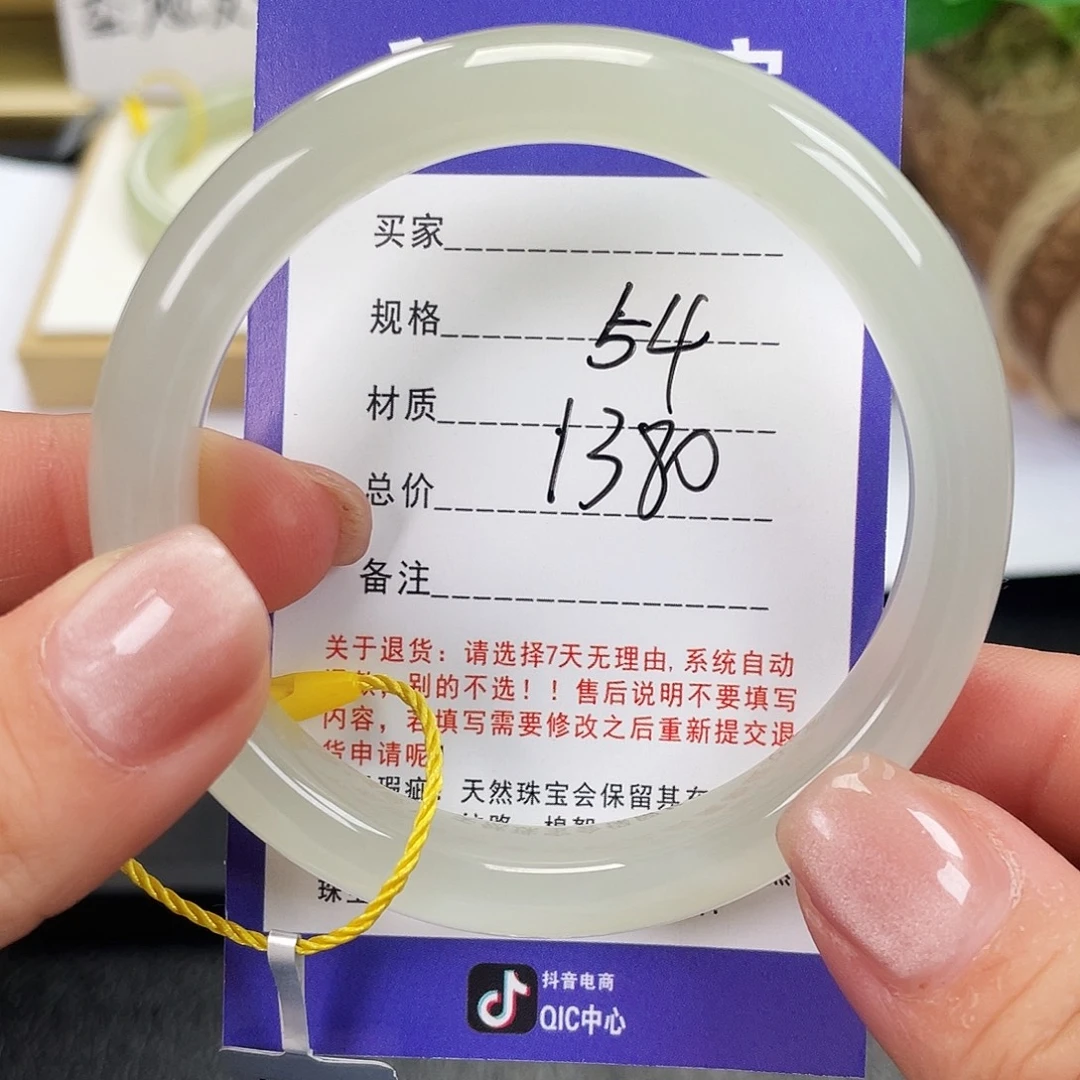 买家
规格 54
材质
总价 1380
备注
关于退货：请选择7天无理由,系统自动
，别的不选！！售后说明不要填写
内容，若填写需要修改之后重新提交退
货申请呢
瑕疵：天然珠宝会保留其
珠
抖音电商
QIC中心